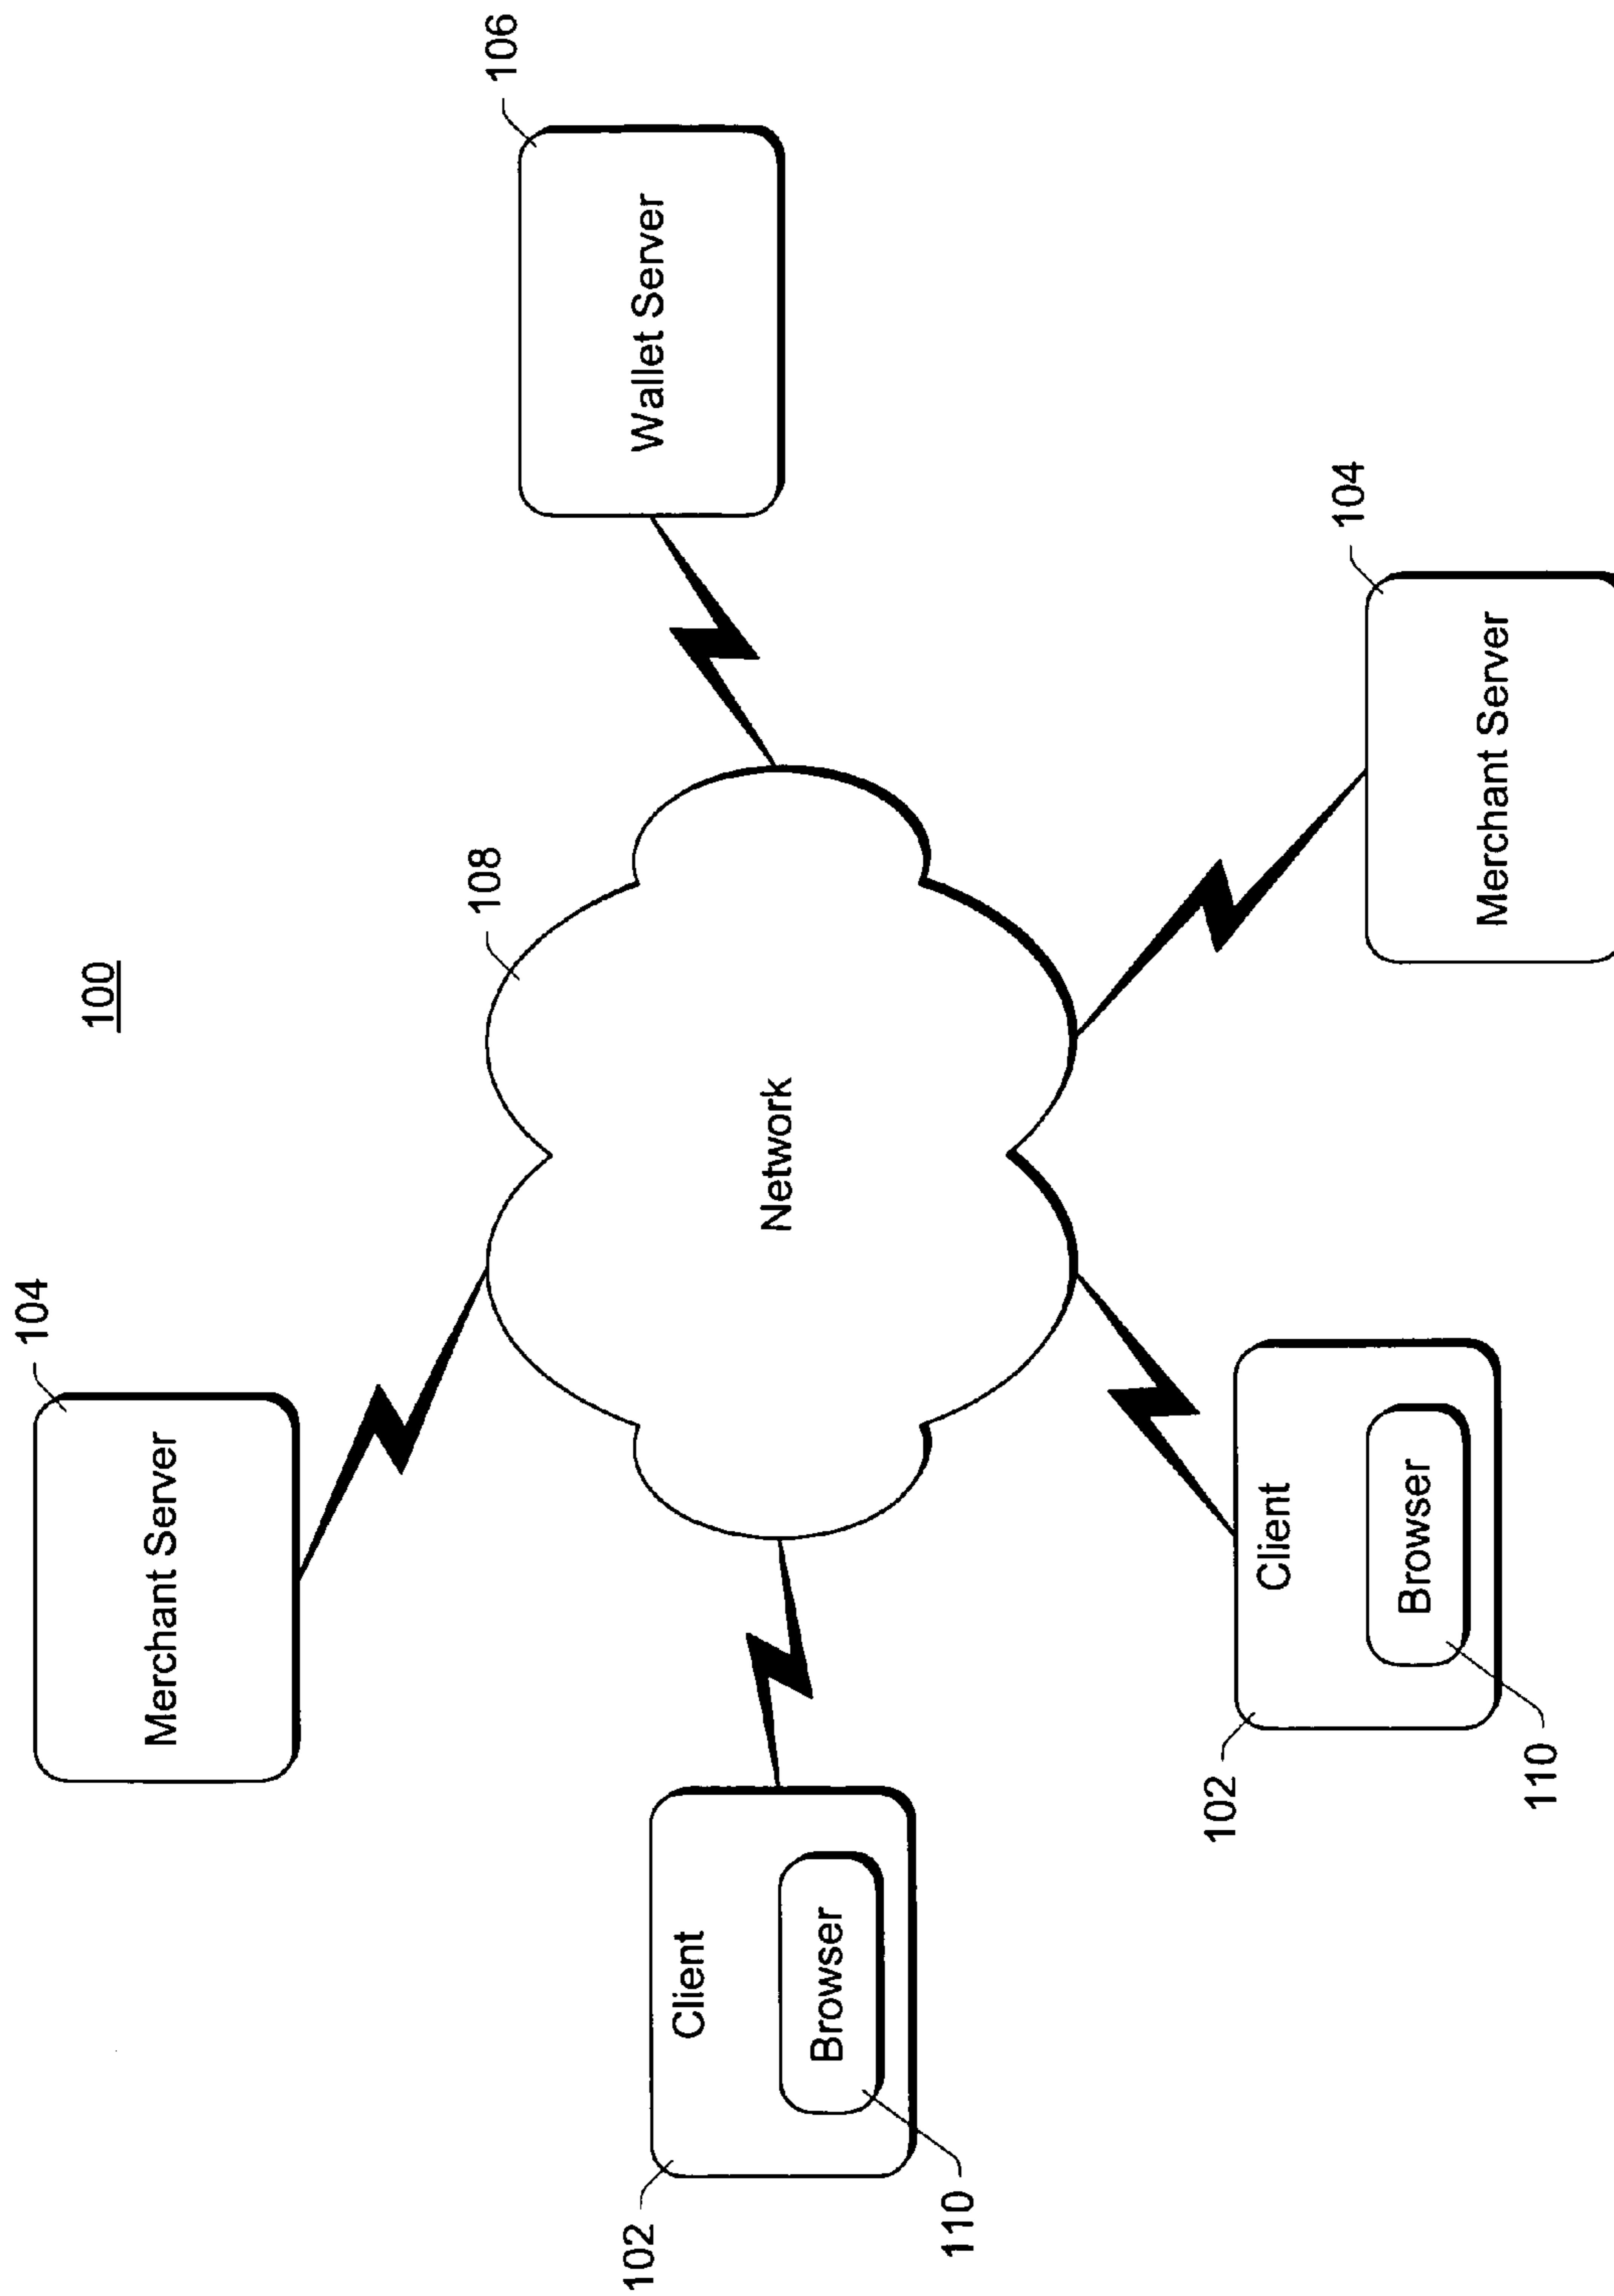 104
100
Merchant Server
108
106
102
Wallet Server
Client
Network
Browser
110
102
Client
104
Browser
Merchant Server
110